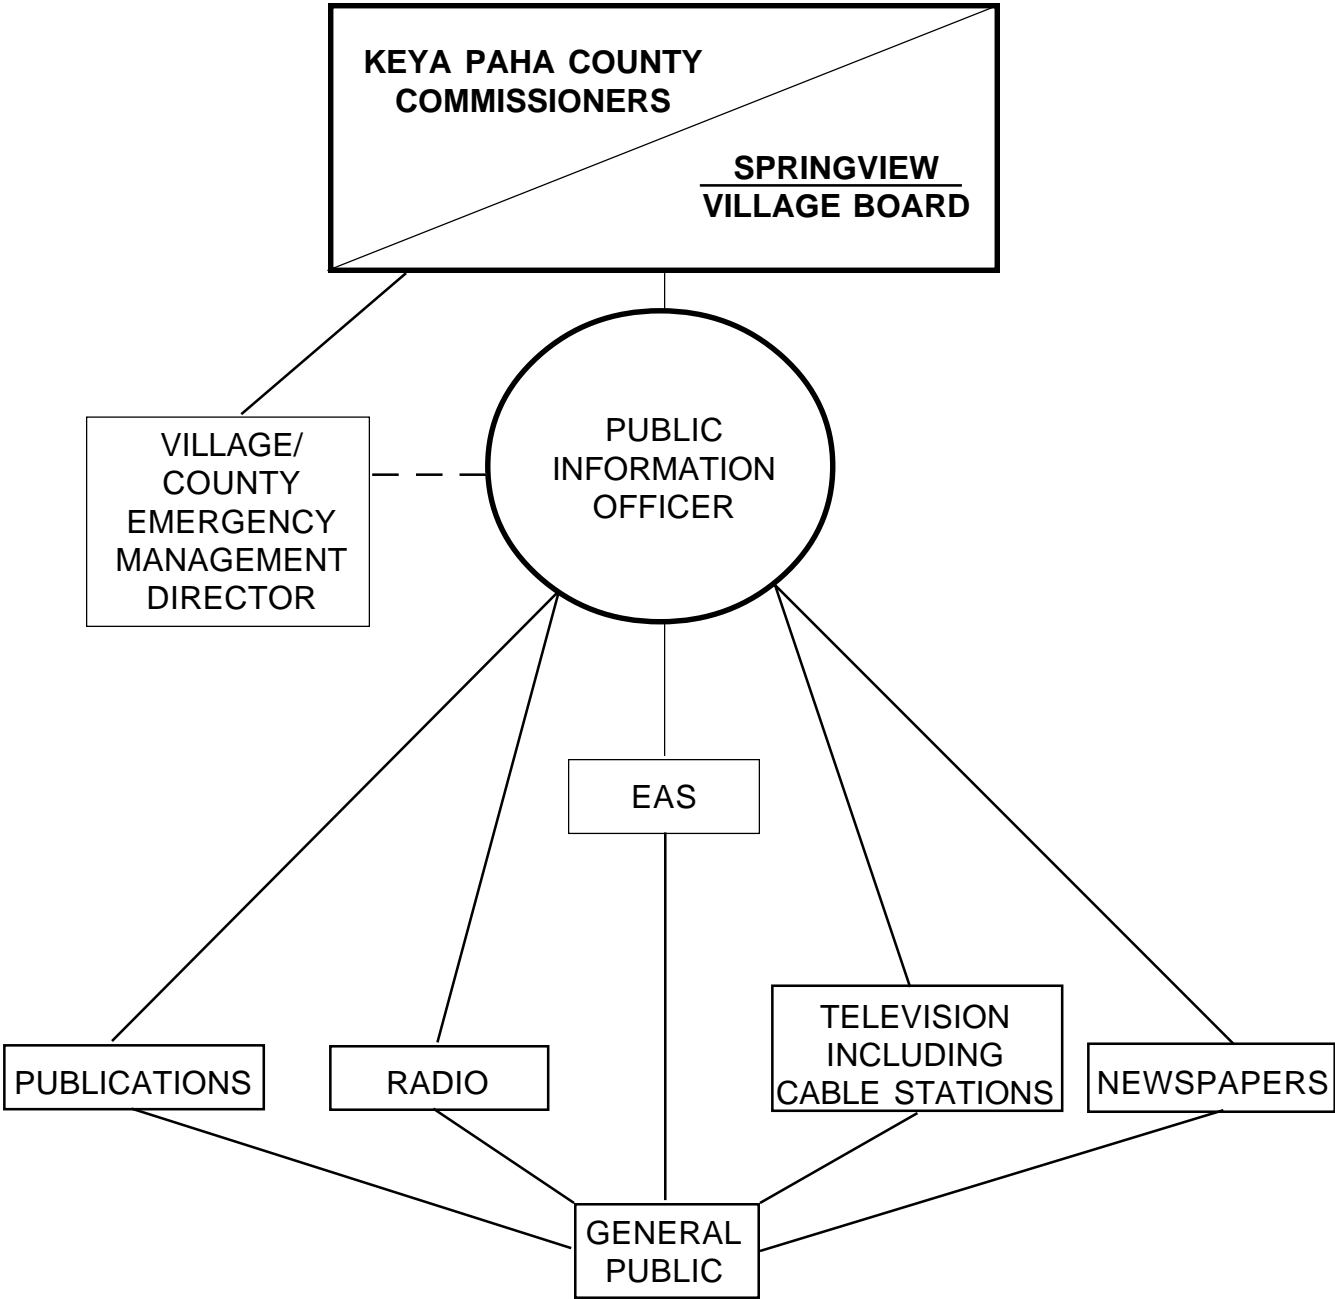 KEYA PAHA COUNTY
COMMISSIONERS
SPRINGVIEW
VILLAGE BOARD
VILLAGE/
COUNTY
EMERGENCY
MANAGEMENT
DIRECTOR
PUBLIC
INFORMATION
OFFICER
EAS
PUBLICATIONS
RADIO
TELEVISION
INCLUDING
CABLE STATIONS
NEWSPAPERS
GENERAL
PUBLIC